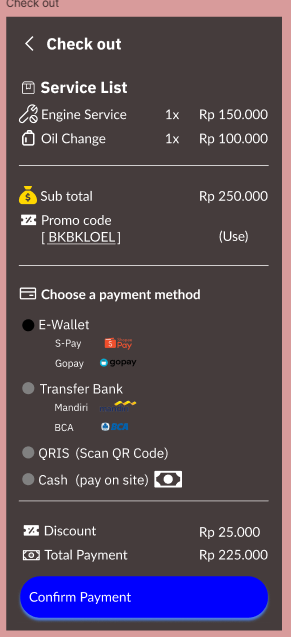 Check out
Check out
Service List
Engine Service 1x Rp 150.000
Oil Change 1x Rp 100.000
$ Sub total Rp 250.000
Promo code
[ BKBKLOEL ] (Use)
Choose a payment method
E-Wallet
S-Pay S Pay
Gopay gopay
Transfer Bank
Mandiri mandiri
BCA BCA
QRIS (Scan QR Code)
Cash (pay on site)
Discount Rp 25.000
Total Payment Rp 225.000
Confirm Payment